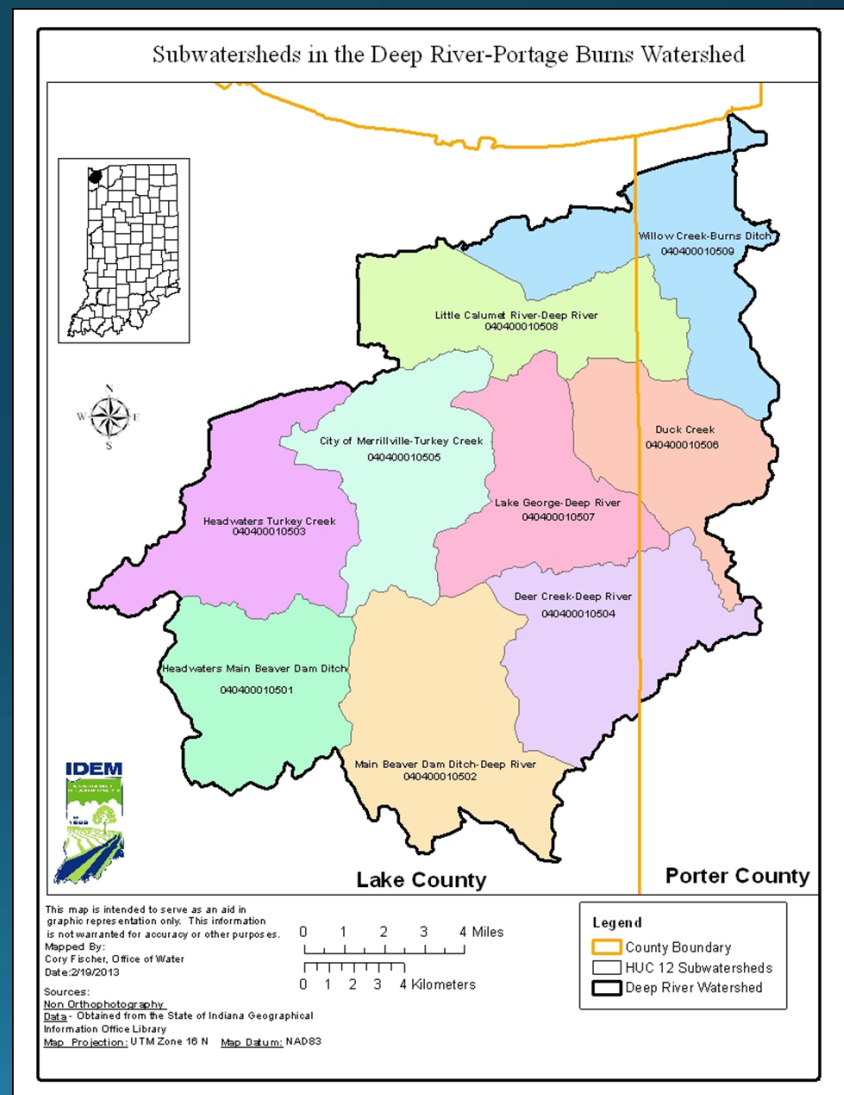 Subwatersheds in the Deep River-Portage Burns Watershed
N
W
E
S
Willow Creek-Burns Ditch
040400010509
Little Calumet River-Deep River
040400010508
City of Merrillville-Turkey Creek
040400010505
Duck Creek
040400010506
Lake George-Deep River
040400010507
Headwaters Turkey Creek
040400010503
Deer Creek-Deep River
040400010504
Headwaters Main Beaver Dam Ditch
040400010501
Main Beaver Dam Ditch-Deep River
040400010502
IDEM
Lake County
Porter County
This map is intended to serve as an aid in
graphic representation only. This information
is not warranted for accuracy or other purposes.
Mapped By:
Cory Fischer, Office of Water
Date:2/19/2013
Sources:
Non Orthophotography
Data - Obtained from the State of Indiana Geographical
Information Office Library
Map Projection: UTM Zone 16 N Map Datum: NAD83
0 1 2 3 4 Miles
0 1 2 3 4 Kilometers
Legend
County Boundary
HUC 12 Subwatersheds
Deep River Watershed